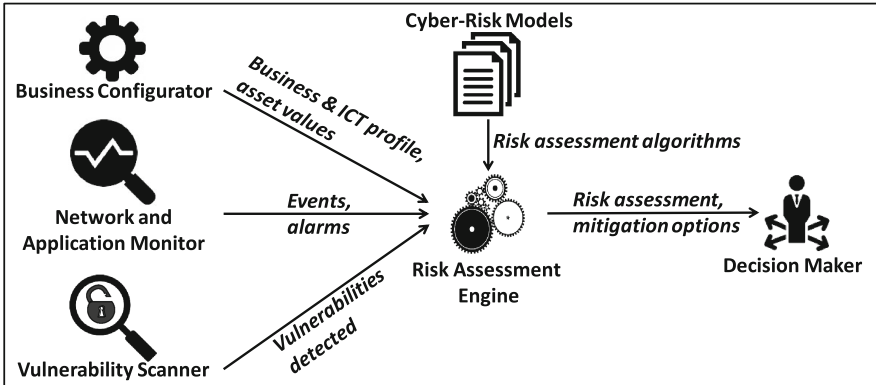 Cyber-Risk Models
Business Configurator
Business & ICT profile,
asset values
Risk assessment algorithms
Network and
Application Monitor
Events,
alarms
Risk Assessment
Engine
Risk assessment,
mitigation options
Decision Maker
Vulnerability Scanner
Vulnerabilities
detected